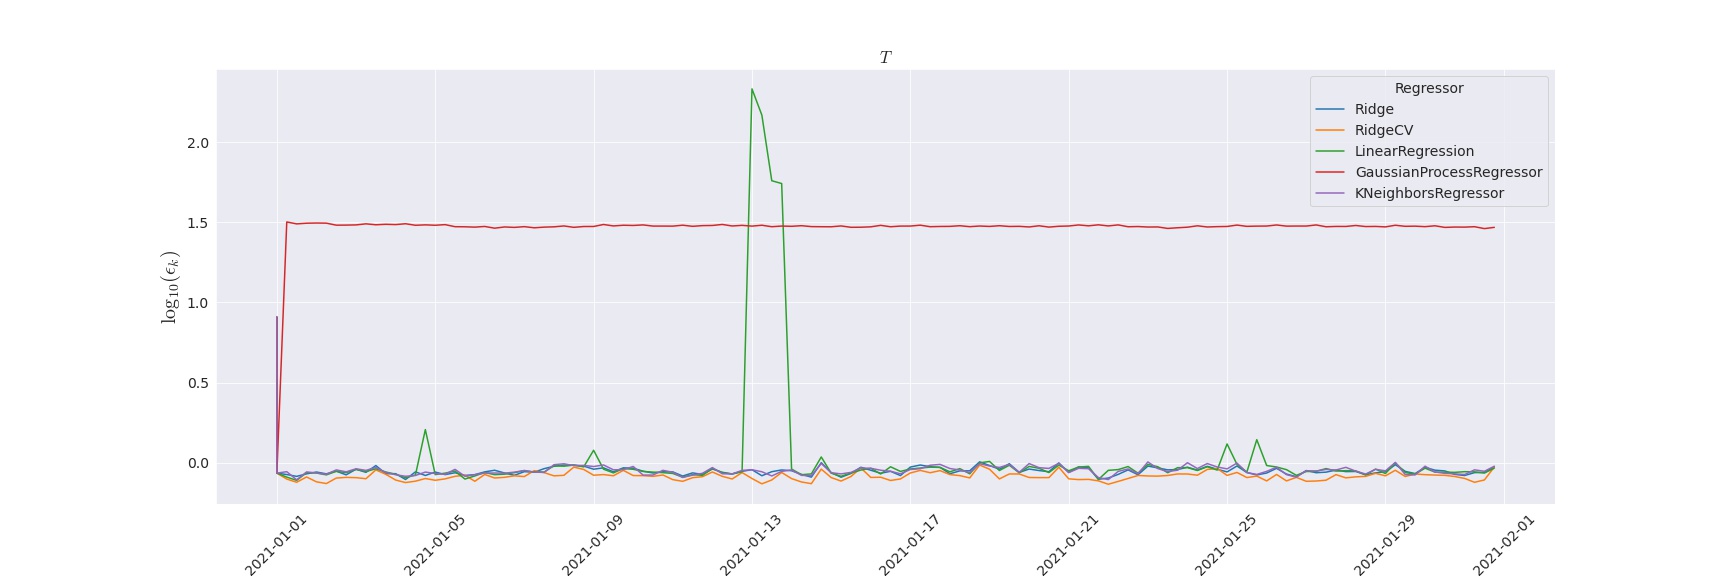 T
Regressor
Ridge
RidgeCV
LinearRegression
GaussianProcessRegressor
KNeighborsRegressor
log₁₀(ϵₖ)
2.0
1.5
1.0
0.5
0.0
2021-01-01
2021-01-05
2021-01-09
2021-01-13
2021-01-17
2021-01-21
2021-01-25
2021-01-29
2021-02-01